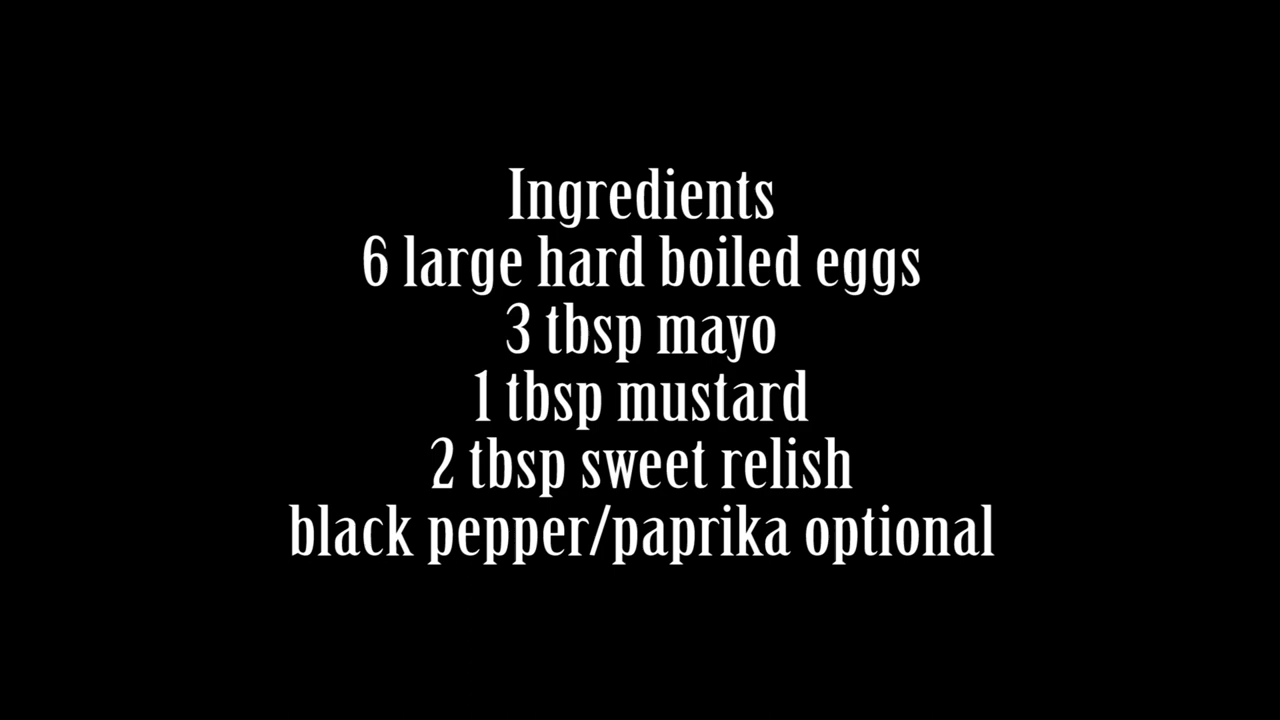 Ingredients
6 large hard boiled eggs
3 tbsp mayo
1 tbsp mustard
2 tbsp sweet relish
black pepper/paprika optional